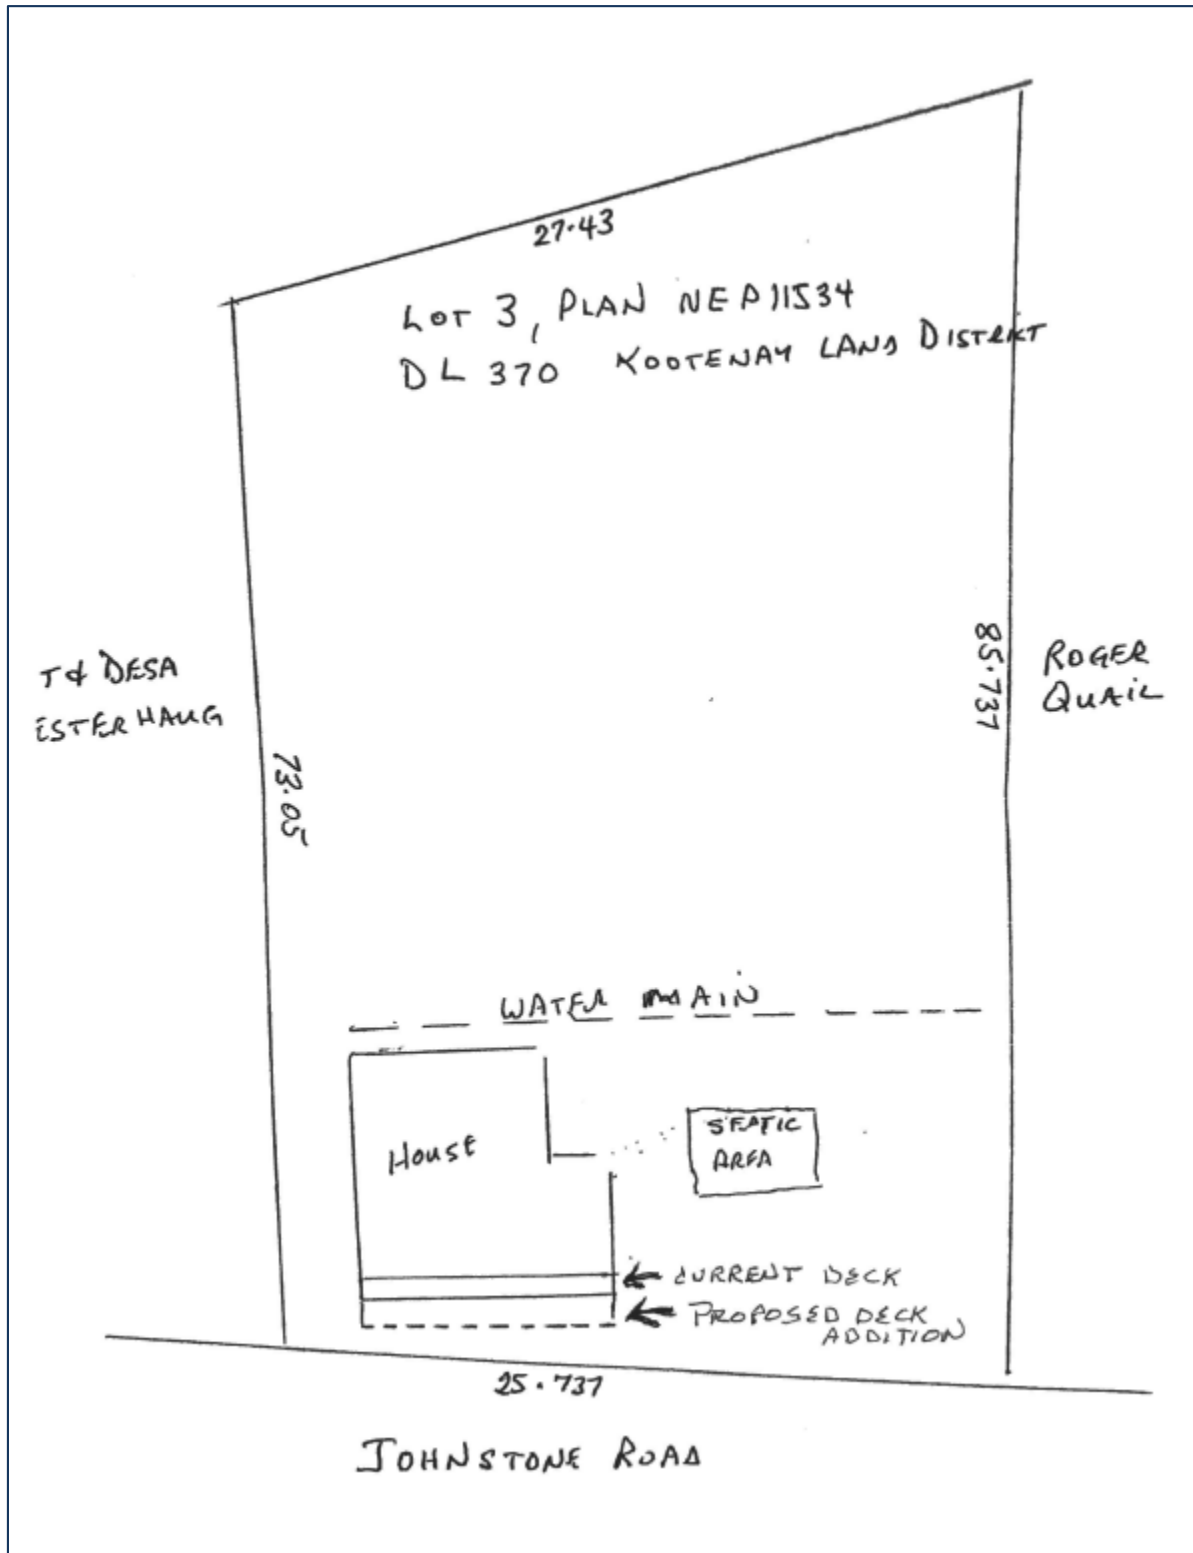 27.43
LOT 3, PLAN NEP11534
DL 370 KOOTENAY LAND DISTRICT
T & DESA
ESTERHAUG
73.05
85.737
ROGER
QUAIL
WATER MAIN
HOUSE
SEPTIC
AREA
CURRENT DECK
PROPOSED DECK
ADDITION
25.737
JOHNSTONE ROAD